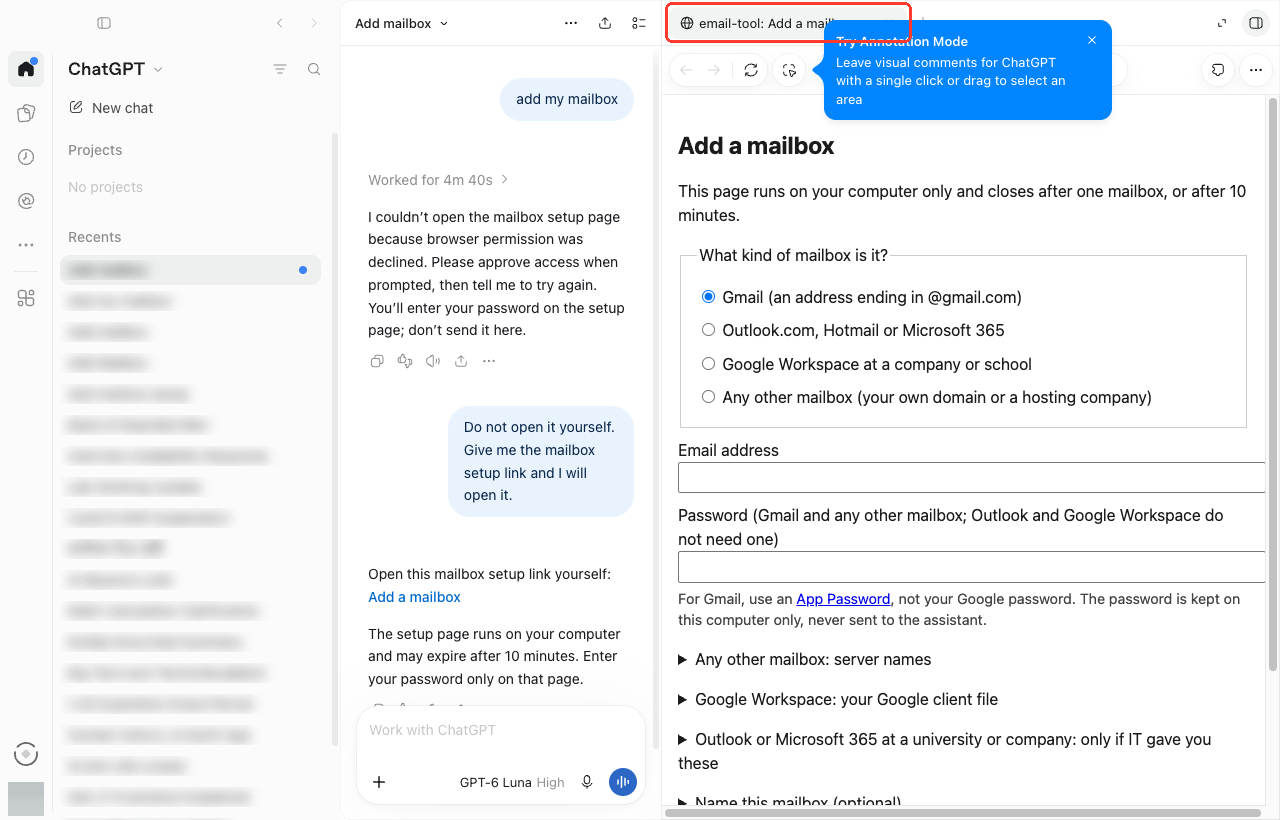 ChatGPT
New chat
Projects
No projects
Recents
Add mailbox
add my mailbox
Worked for 4m 40s
I couldn’t open the mailbox setup page
because browser permission was
declined. Please approve access when
prompted, then tell me to try again.
You’ll enter your password on the setup
page; don’t send it here.
Do not open it yourself.
Give me the mailbox
setup link and I will
open it.
Open this mailbox setup link yourself:
Add a mailbox
The setup page runs on your computer
and may expire after 10 minutes. Enter
your password only on that page.
Work with ChatGPT
GPT-6 Luna High
email-tool: Add a mail
Try Annotation Mode
Leave visual comments for ChatGPT
with a single click or drag to select an
area
Add a mailbox
This page runs on your computer only and closes after one mailbox, or after 10
minutes.
What kind of mailbox is it?
Gmail (an address ending in @gmail.com)
Outlook.com, Hotmail or Microsoft 365
Google Workspace at a company or school
Any other mailbox (your own domain or a hosting company)
Email address
Password (Gmail and any other mailbox; Outlook and Google Workspace do
not need one)
For Gmail, use an App Password, not your Google password. The password is kept on
this computer only, never sent to the assistant.
Any other mailbox: server names
Google Workspace: your Google client file
Outlook or Microsoft 365 at a university or company: only if IT gave you
these
Name this mailbox (optional)